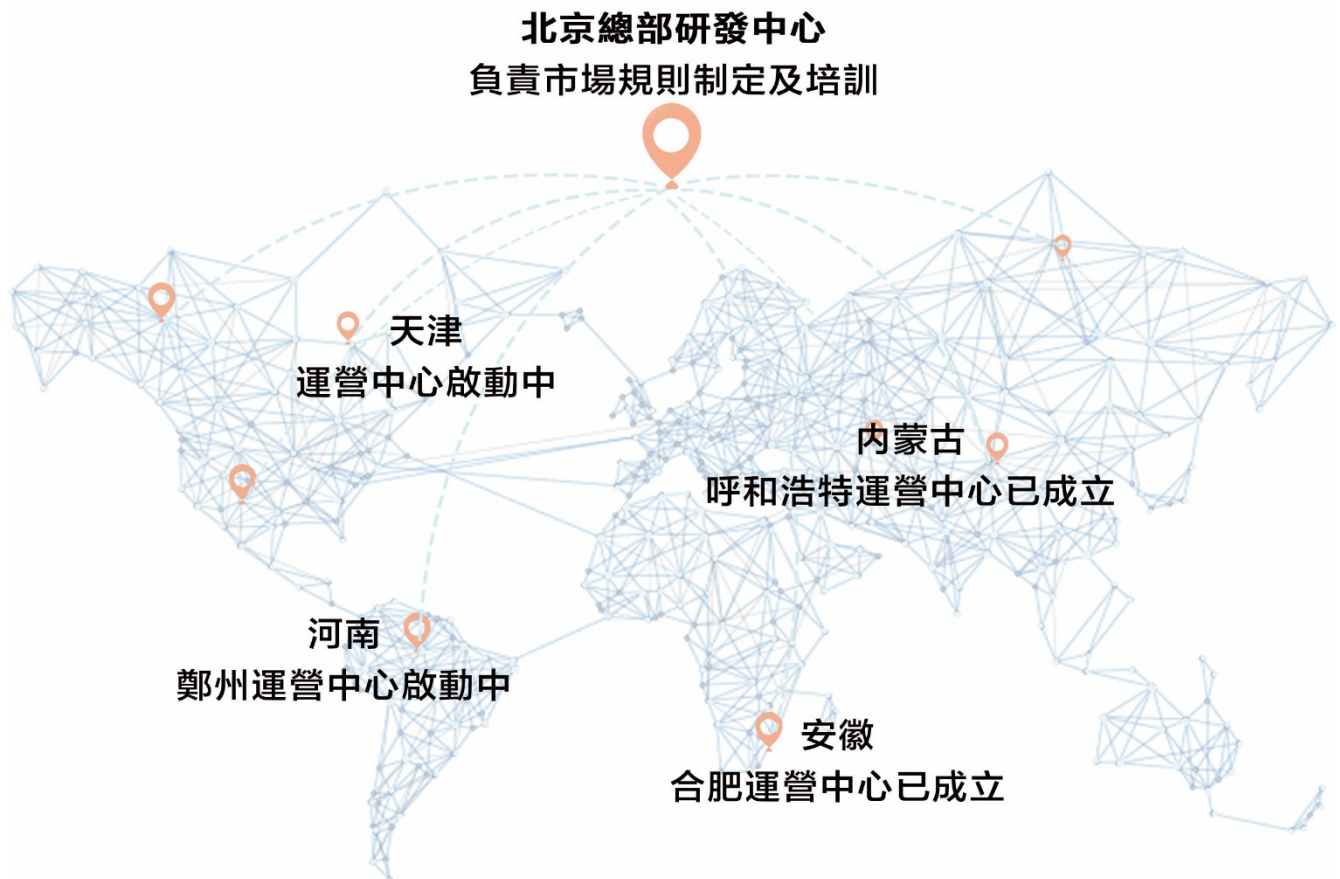 北京總部研發中心
負責市場規則制定及培訓
天津
運營中心啟動中
内蒙古
呼和浩特運營中心已成立
河南
鄭州運營中心啟動中
安徽
合肥運營中心已成立